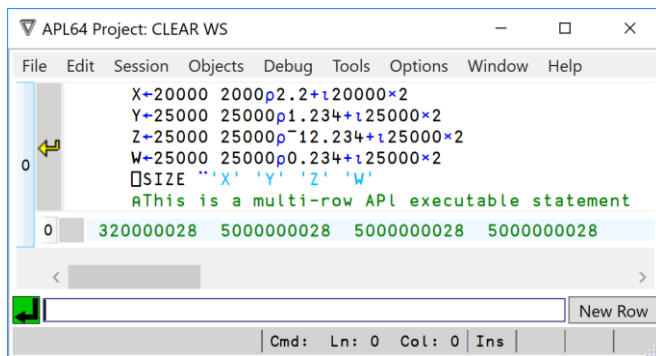 APL64 Project: CLEAR WS
File Edit Session Objects Debug Tools Options Window Help
X←20000 2000⍴2.2+⍳20000×2
Y←25000 25000⍴1.234+⍳25000×2
Z←25000 25000⍴¯12.234+⍳25000×2
W←25000 25000⍴0.234+⍳25000×2
⎕SIZE ¨'X' 'Y' 'Z' 'W'
⍝This is a multi-row APl executable statement
0
0 320000028 5000000028 5000000028 5000000028
New Row
Cmd: Ln: 0 Col: 0 Ins